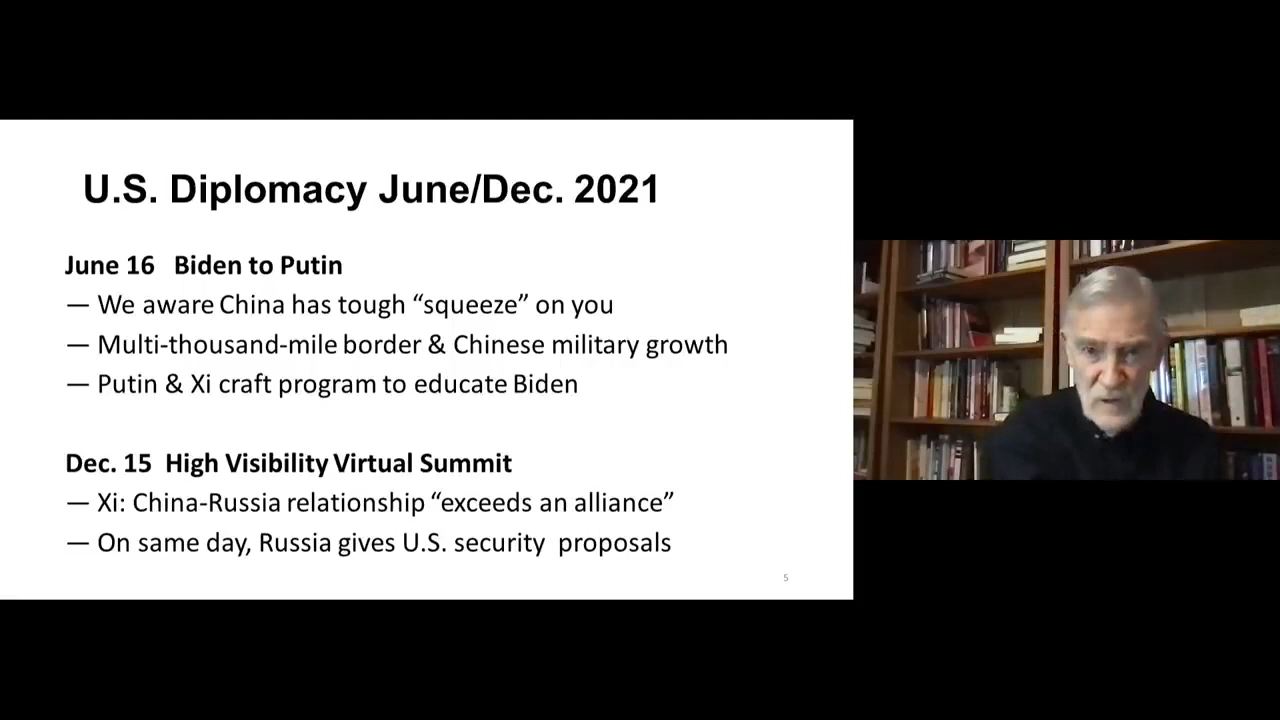 U.S. Diplomacy June/Dec. 2021
June 16 Biden to Putin
— We aware China has tough “squeeze” on you
— Multi-thousand-mile border & Chinese military growth
— Putin & Xi craft program to educate Biden
Dec. 15 High Visibility Virtual Summit
— Xi: China-Russia relationship “exceeds an alliance”
— On same day, Russia gives U.S. security proposals
5